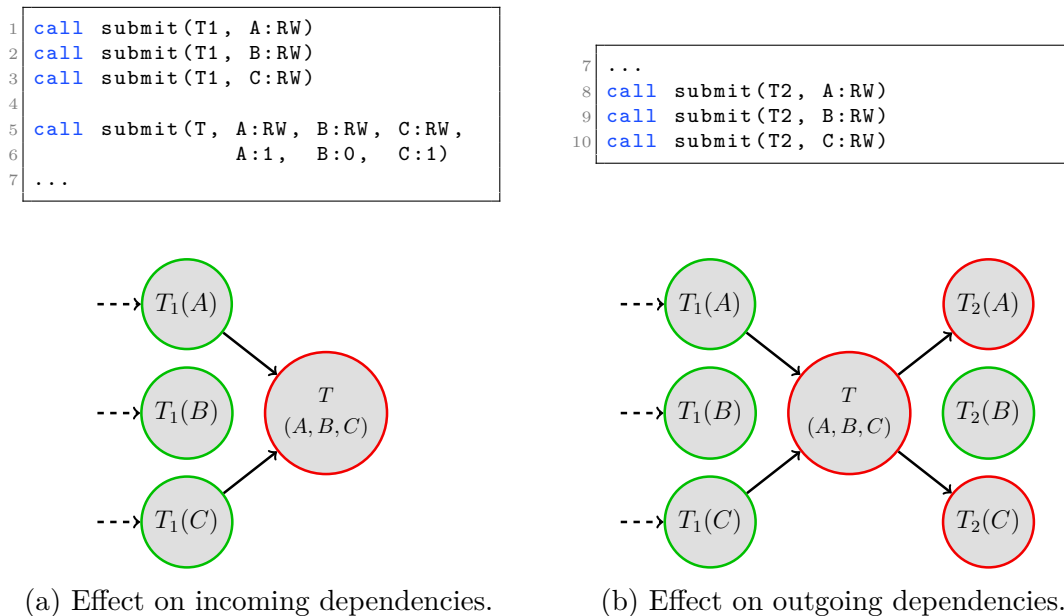 1 call submit(T1, A:RW)
2 call submit(T1, B:RW)
3 call submit(T1, C:RW)
4
5 call submit(T, A:RW, B:RW, C:RW,
6 A:1, B:0, C:1)
7 ...
7 ...
8 call submit(T2, A:RW)
9 call submit(T2, B:RW)
10 call submit(T2, C:RW)
T₁(A)
T₁(B)
T₁(C)
T
(A, B, C)
T₁(A)
T₁(B)
T₁(C)
T
(A, B, C)
T₂(A)
T₂(B)
T₂(C)
(a) Effect on incoming dependencies.
(b) Effect on outgoing dependencies.